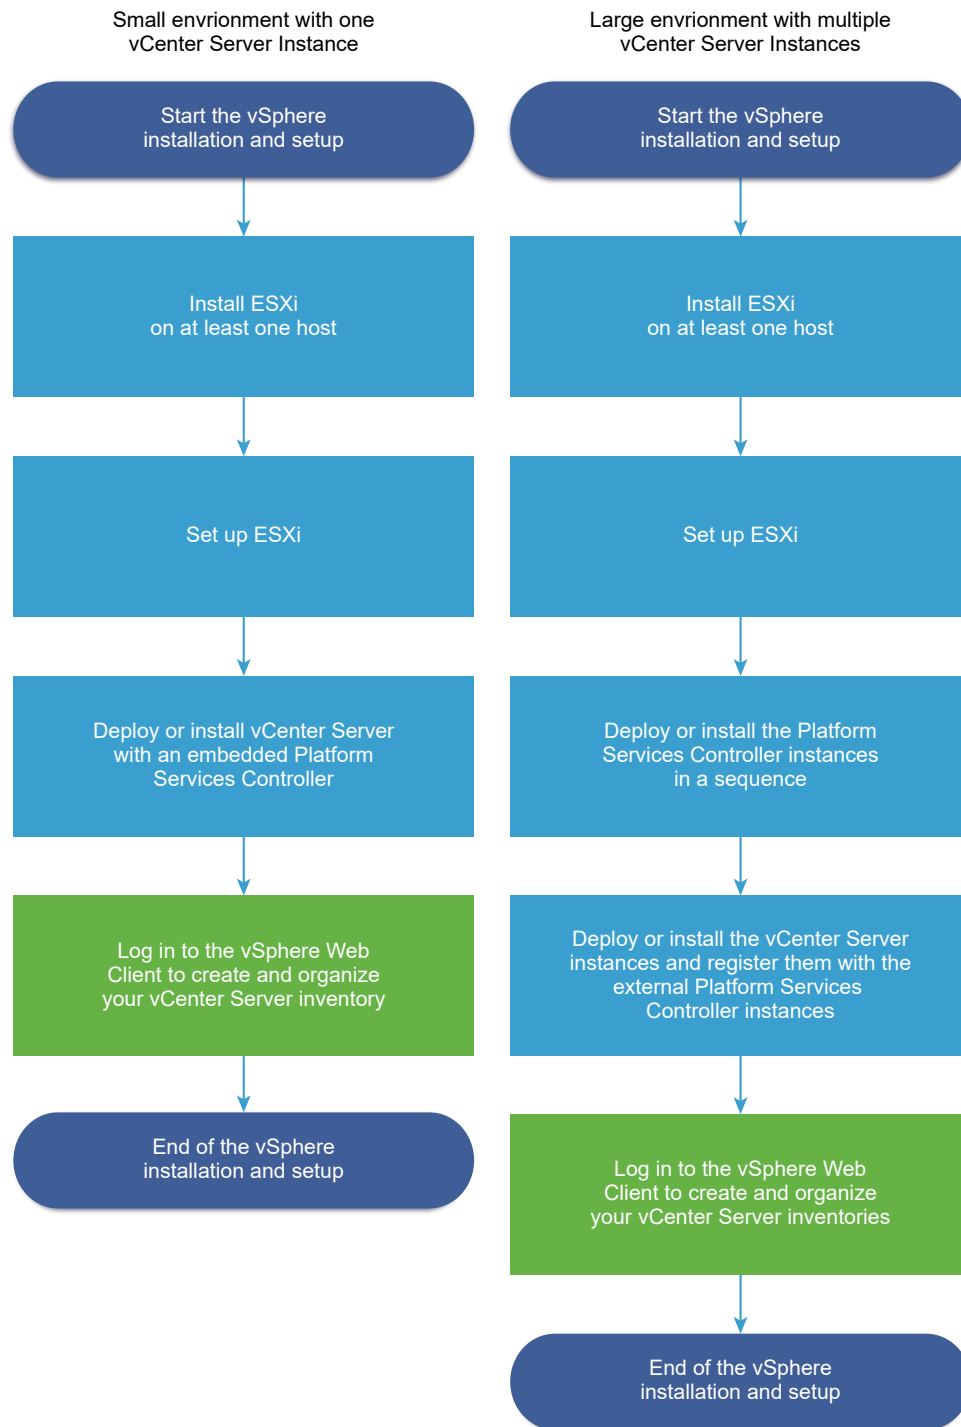 Small envrionment with one
vCenter Server Instance
Start the vSphere
installation and setup
Install ESXi
on at least one host
Set up ESXi
Deploy or install vCenter Server
with an embedded Platform
Services Controller
Log in to the vSphere Web
Client to create and organize
your vCenter Server inventory
End of the vSphere
installation and setup
Large envrionment with multiple
vCenter Server Instances
Start the vSphere
installation and setup
Install ESXi
on at least one host
Set up ESXi
Deploy or install the Platform
Services Controller instances
in a sequence
Deploy or install the vCenter Server
instances and register them with the
external Platform Services
Controller instances
Log in to the vSphere Web
Client to create and organize
your vCenter Server inventories
End of the vSphere
installation and setup